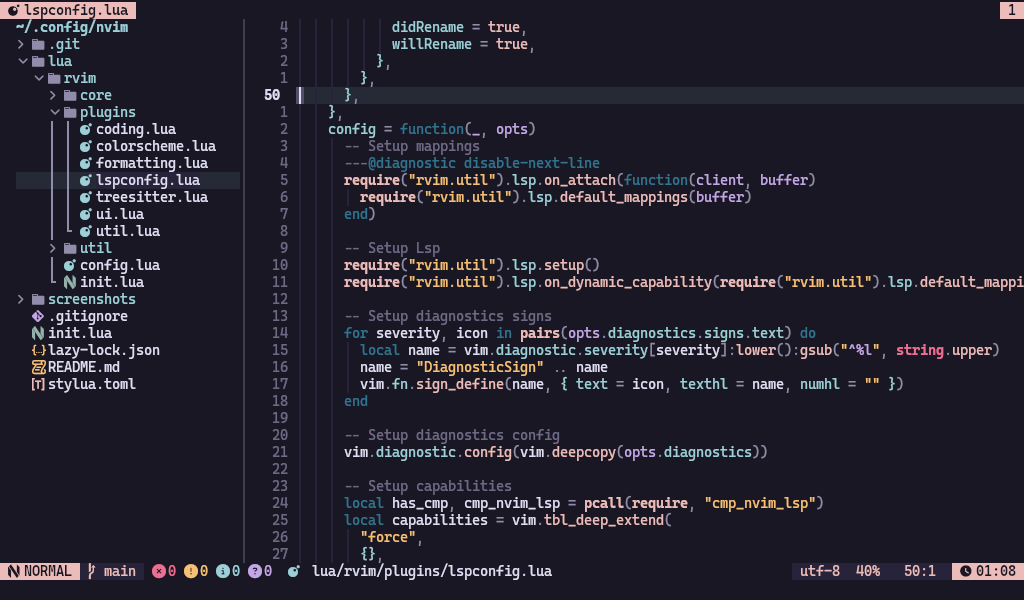 lspconfig.lua 1
~/.config/nvim
.git
lua
rvim
core
plugins
coding.lua
colorscheme.lua
formatting.lua
lspconfig.lua
treesitter.lua
ui.lua
util.lua
util
config.lua
init.lua
screenshots
.gitignore
init.lua
lazy-lock.json
README.md
stylua.toml
4 didRename = true,
3 willRename = true,
2 },
1 },
50 },
1 },
2 config = function(_, opts)
3 -- Setup mappings
4 ---@diagnostic disable-next-line
5 require("rvim.util").lsp.on_attach(function(client, buffer)
6 require("rvim.util").lsp.default_mappings(buffer)
7 end)
8
9 -- Setup Lsp
10 require("rvim.util").lsp.setup()
11 require("rvim.util").lsp.on_dynamic_capability(require("rvim.util").lsp.default_mappi
12
13 -- Setup diagnostics signs
14 for severity, icon in pairs(opts.diagnostics.signs.text) do
15 local name = vim.diagnostic.severity[severity]:lower():gsub("^%l", string.upper)
16 name = "DiagnosticSign" .. name
17 vim.fn.sign_define(name, { text = icon, texthl = name, numhl = "" })
18 end
19
20 -- Setup diagnostics config
21 vim.diagnostic.config(vim.deepcopy(opts.diagnostics))
22
23 -- Setup capabilities
24 local has_cmp, cmp_nvim_lsp = pcall(require, "cmp_nvim_lsp")
25 local capabilities = vim.tbl_deep_extend(
26 "force",
27 {},
NORMAL main 0 0 0 0 lua/rvim/plugins/lspconfig.lua utf-8 40% 50:1 01:08